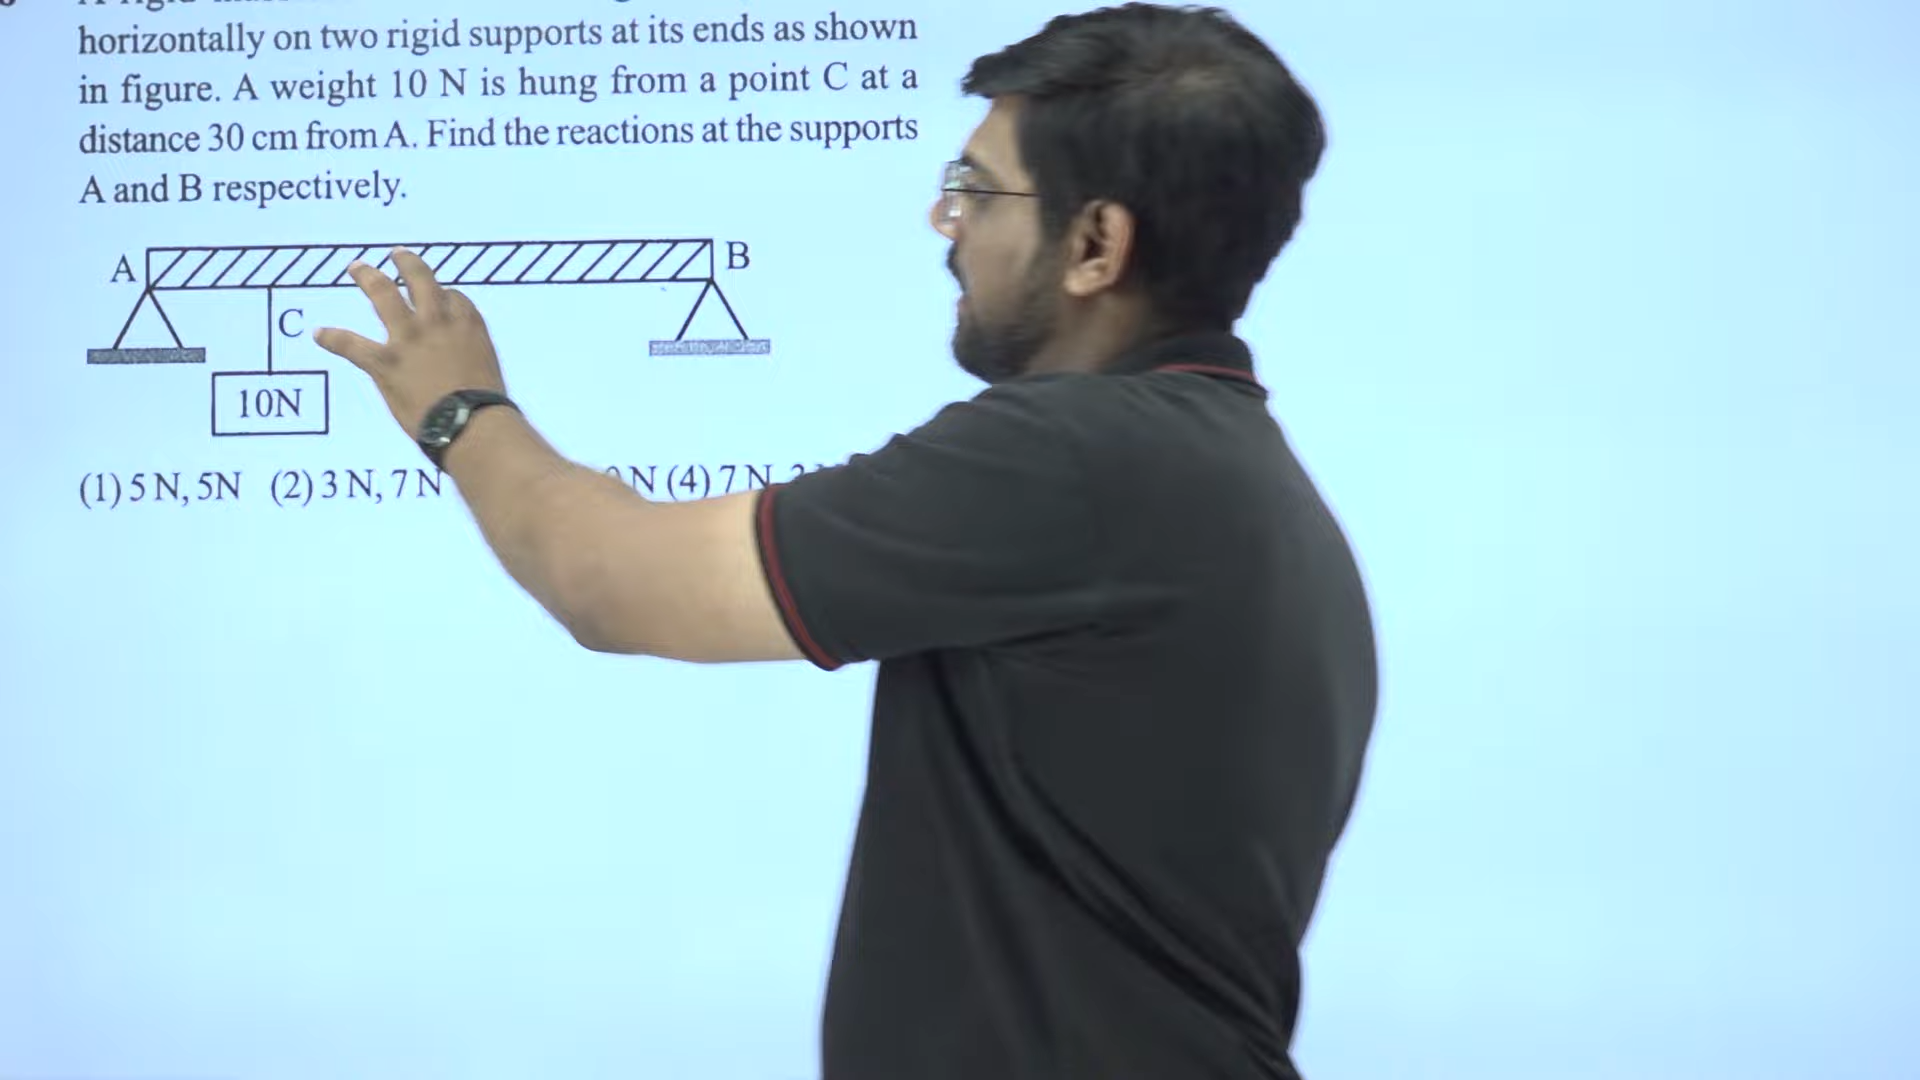 horizontally on two rigid supports at its ends as shown
in figure. A weight 10 N is hung from a point C at a
distance 30 cm from A. Find the reactions at the supports
A and B respectively.
A
B
C
10N
(1) 5 N, 5N (2) 3 N, 7 N N (4) 7 N,